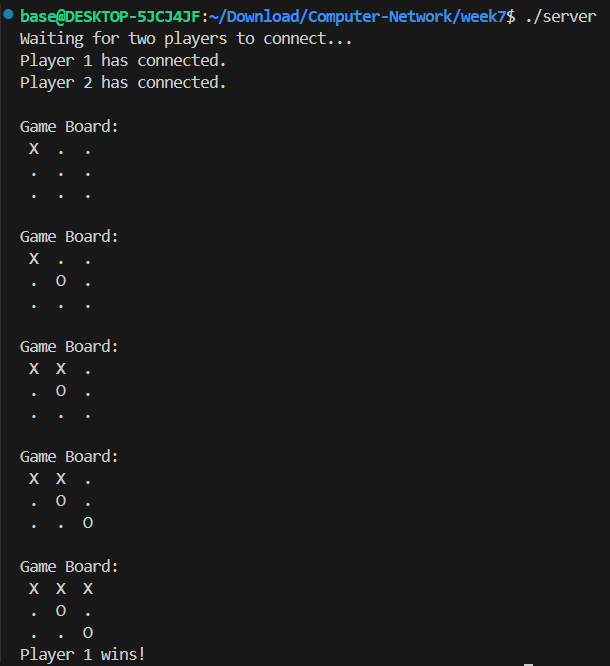 base@DESKTOP-5JCJ4JF:~/Download/Computer-Network/week7$ ./server
Waiting for two players to connect...
Player 1 has connected.
Player 2 has connected.

Game Board:
 X  .  .
 .  .  .
 .  .  .

Game Board:
 X  .  .
 .  O  .
 .  .  .

Game Board:
 X  X  .
 .  O  .
 .  .  .

Game Board:
 X  X  .
 .  O  .
 .  .  O

Game Board:
 X  X  X
 .  O  .
 .  .  O
Player 1 wins!